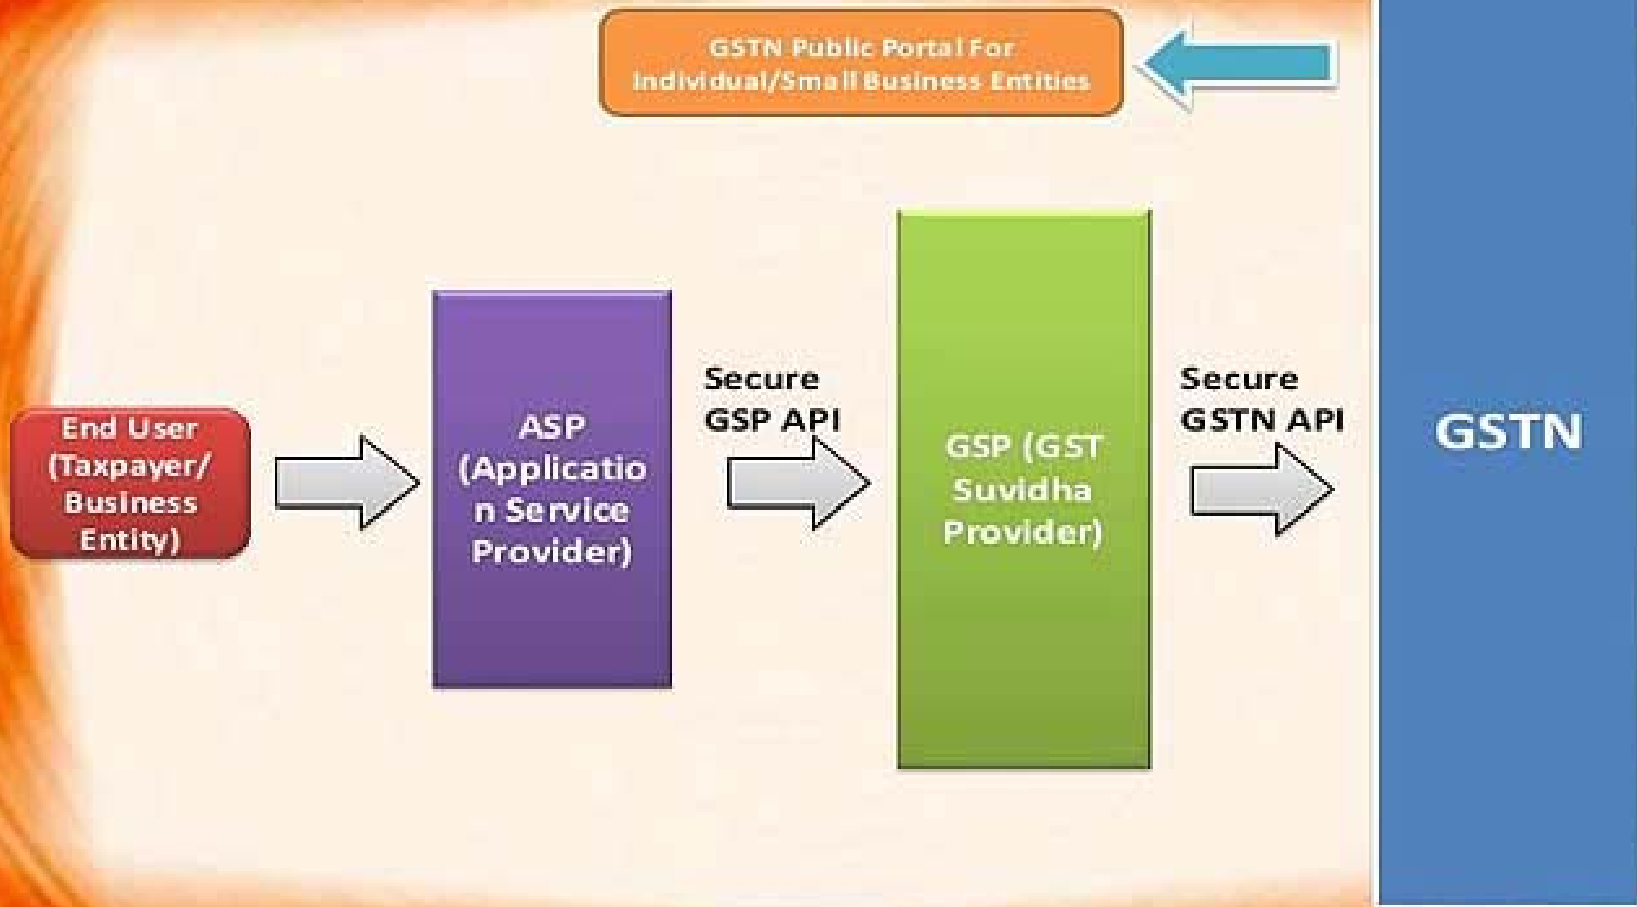 GSTN Public Portal For
Individual/Small Business Entities
End User
(Taxpayer/
Business
Entity)
ASP
(Applicatio
n Service
Provider)
Secure
GSP API
GSP (GST
Suvidha
Provider)
Secure
GSTN API
GSTN